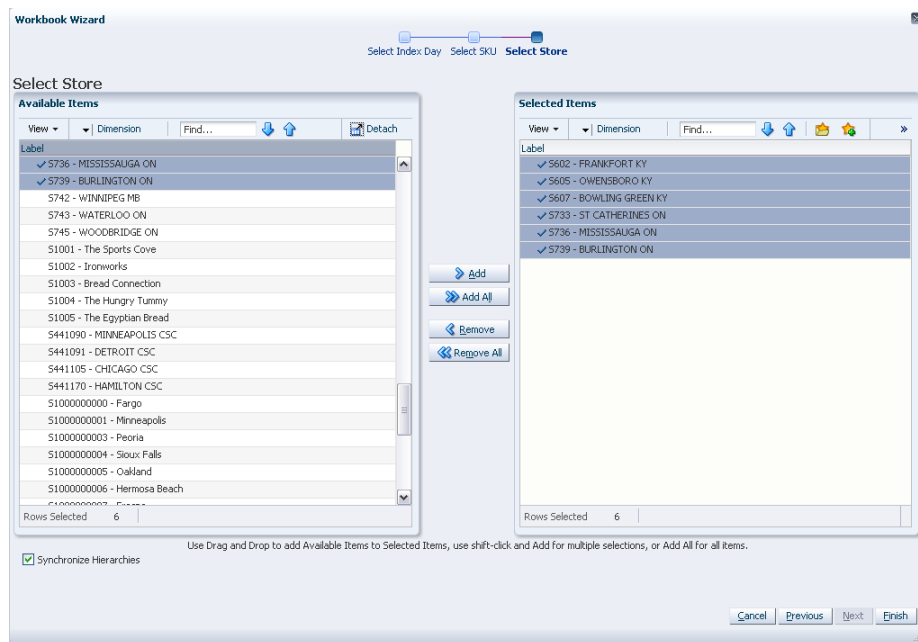 Workbook Wizard
Select Index Day Select SKU Select Store
Select Store
Available Items
View Dimension Find... Detach
Label
S736 - MISSISSAUGA ON
S739 - BURLINGTON ON
S742 - WINNIPEG MB
S743 - WATERLOO ON
S745 - WOODBRIDGE ON
S1001 - The Sports Cove
S1002 - Ironworks
S1003 - Bread Connection
S1004 - The Hungry Tummy
S1005 - The Egyptian Bread
S441090 - MINNEAPOLIS CSC
S441091 - DETROIT CSC
S441105 - CHICAGO CSC
S441170 - HAMILTON CSC
S1000000000 - Fargo
S1000000001 - Minneapolis
S1000000003 - Peoria
S1000000004 - Sioux Falls
S1000000005 - Oakland
S1000000006 - Hermosa Beach
Rows Selected 6
Add
Add All
Remove
Remove All
Selected Items
View Dimension Find... »
Label
S602 - FRANKFORT KY
S605 - OWENSBORO KY
S607 - BOWLING GREEN KY
S733 - ST CATHERINES ON
S736 - MISSISSAUGA ON
S739 - BURLINGTON ON
Rows Selected 6
Use Drag and Drop to add Available Items to Selected Items, use shift-click and Add for multiple selections, or Add All for all items.
Synchronize Hierarchies
Cancel Previous Next Finish